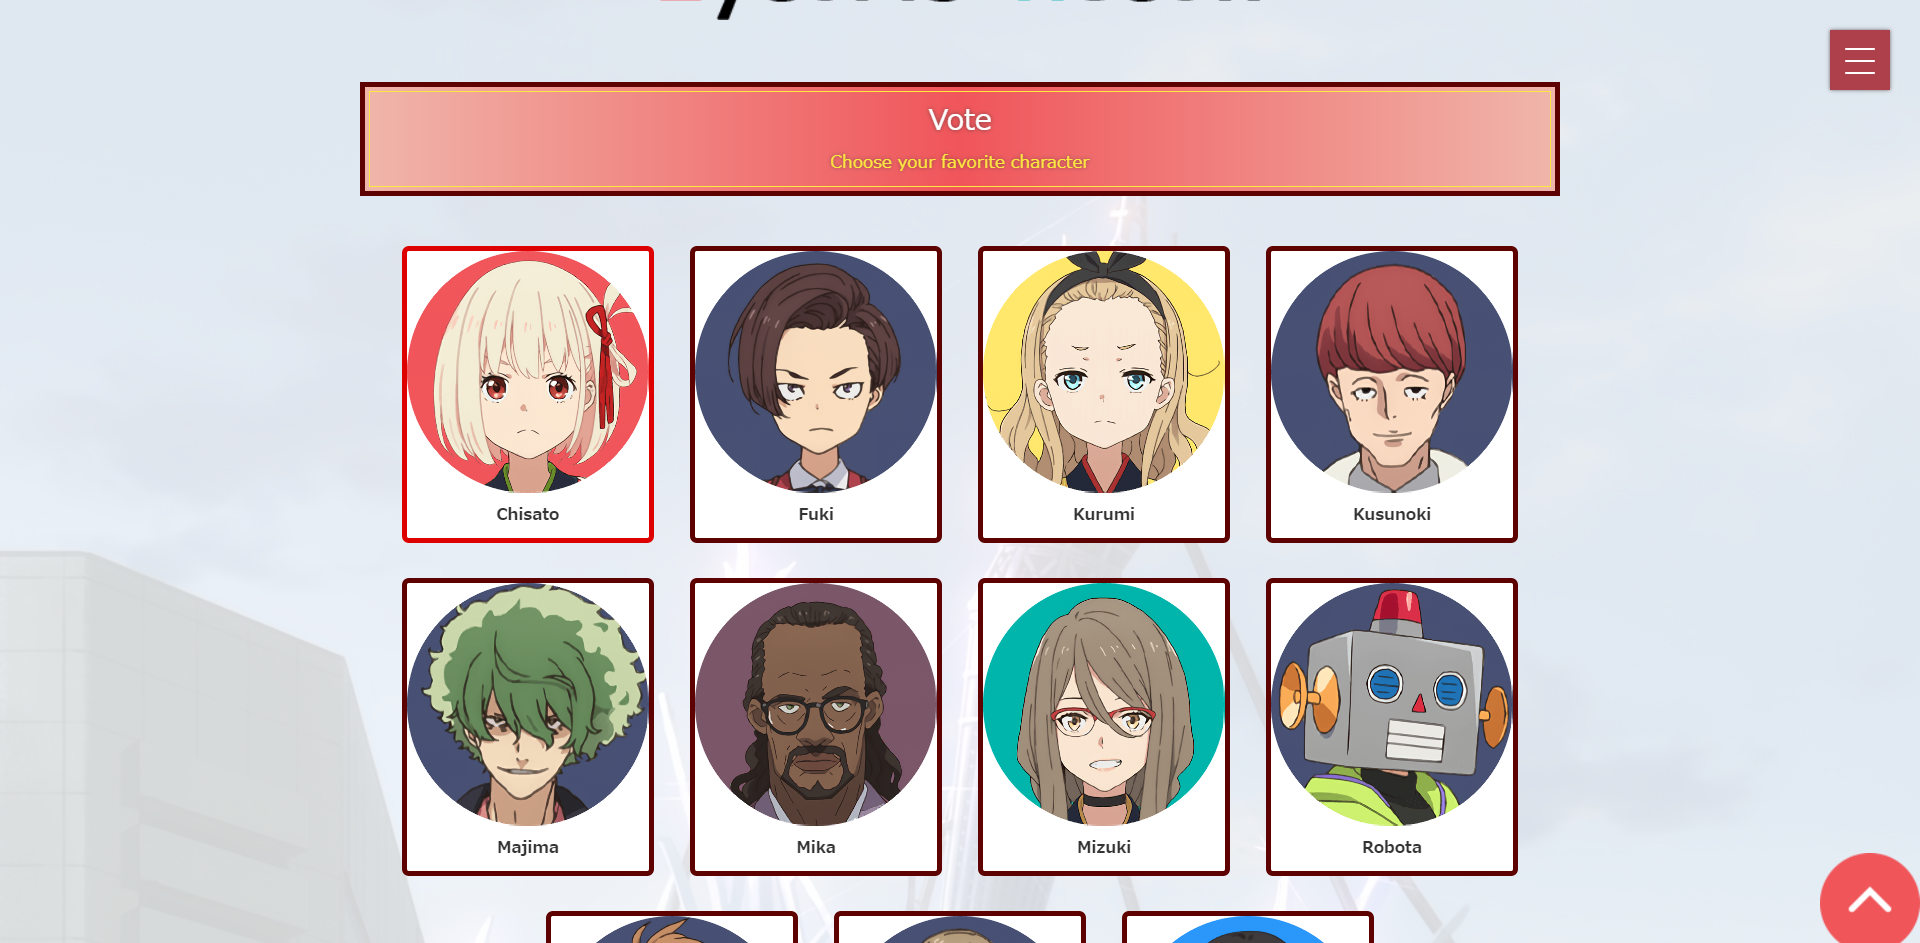 Vote
Choose your favorite character
Chisato
Fuki
Kurumi
Kusunoki
Majima
Mika
Mizuki
Robota